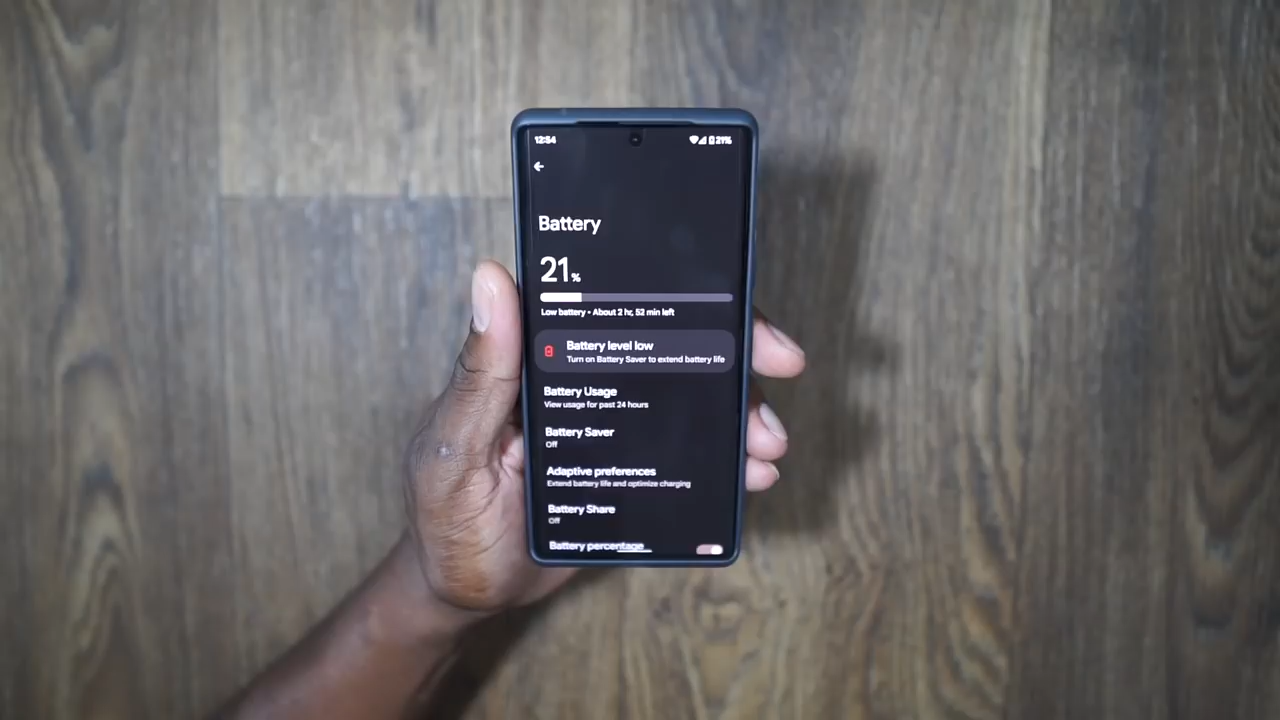 12:54 21%
Battery
21%
Low battery • About 2 hr, 52 min left
Battery level low
Turn on Battery Saver to extend battery life
Battery Usage
View usage for past 24 hours
Battery Saver
Off
Adaptive preferences
Extend battery life and optimize charging
Battery Share
Off
Battery percentage